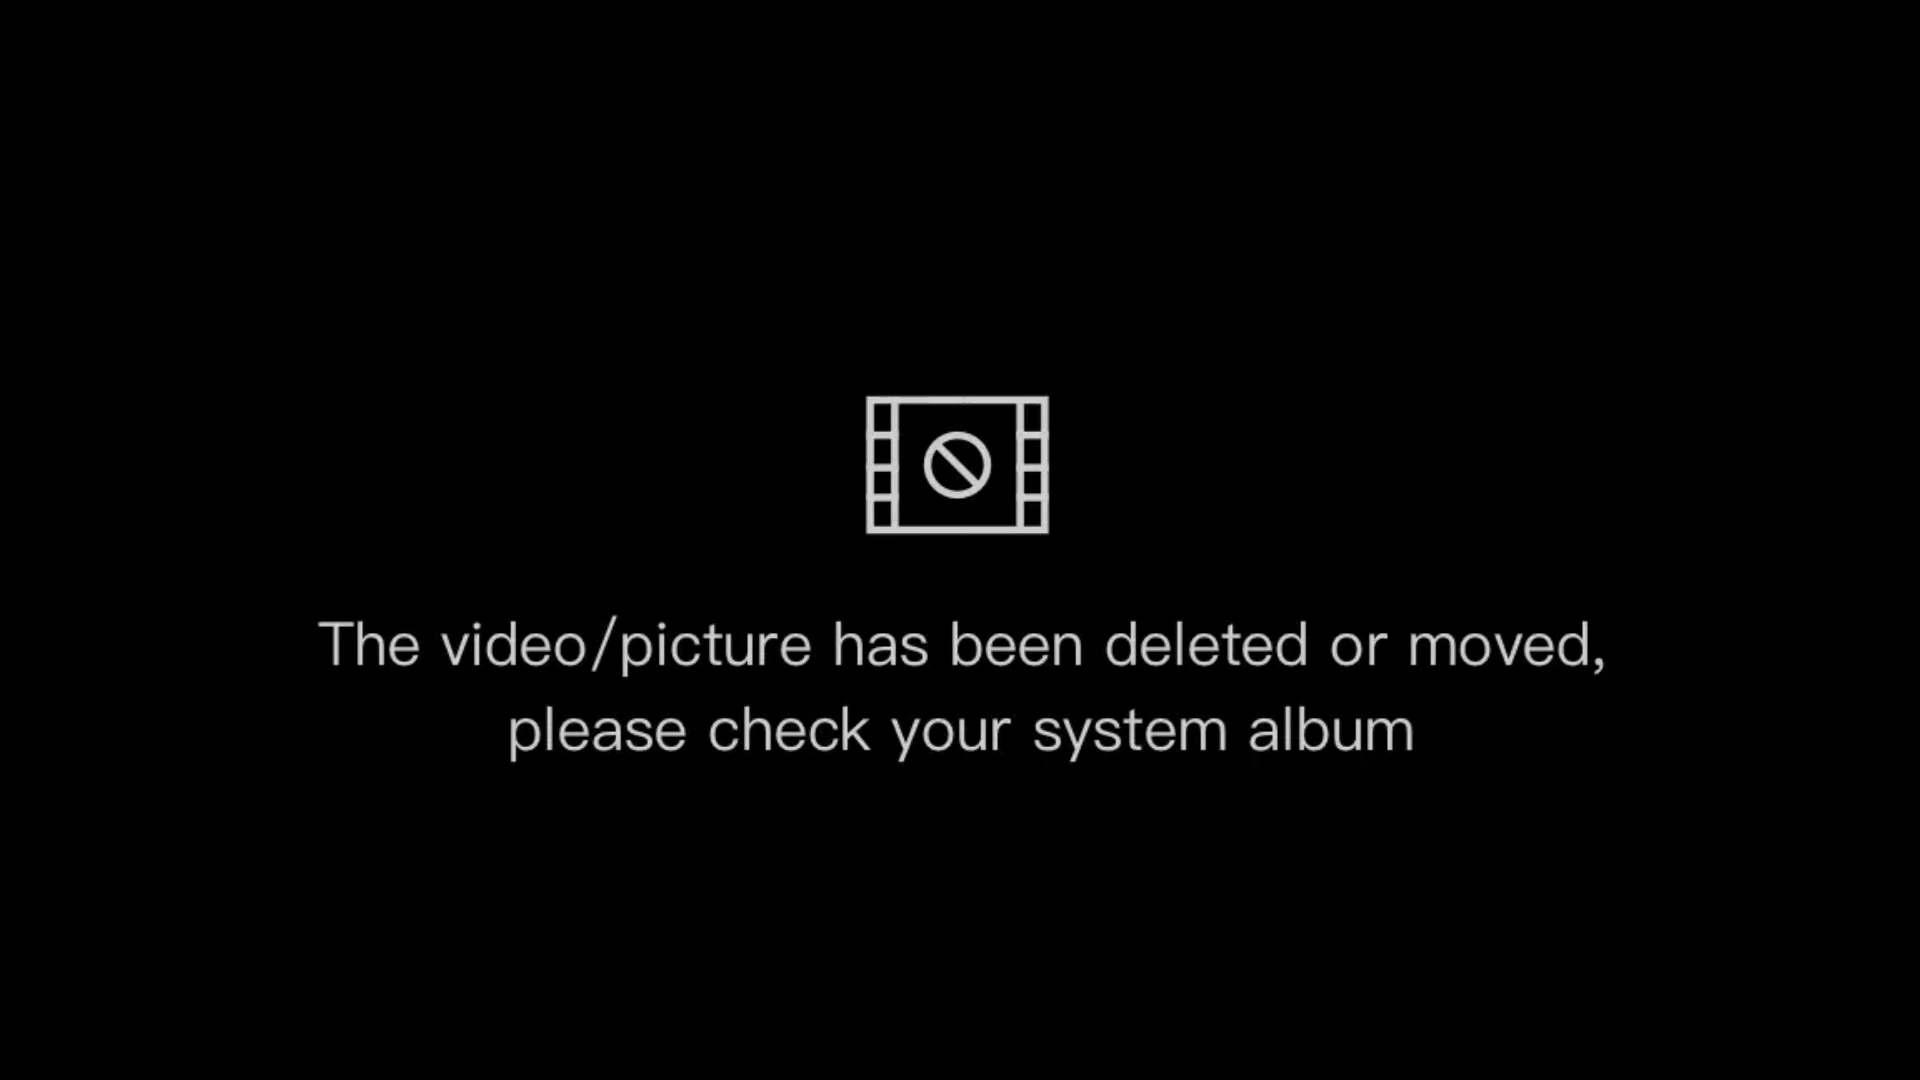 The video/picture has been deleted or moved,
please check your system album